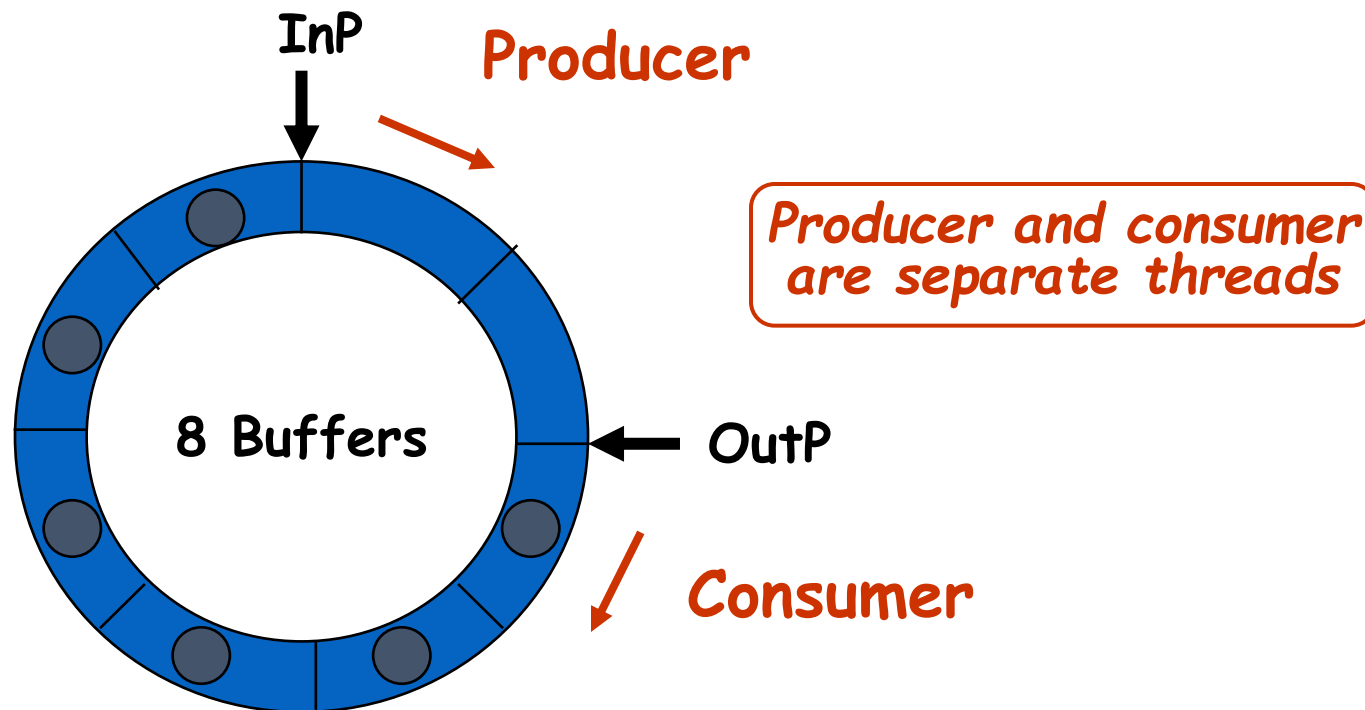 InP
Producer
Producer and consumer
are separate threads
8 Buffers
OutP
Consumer